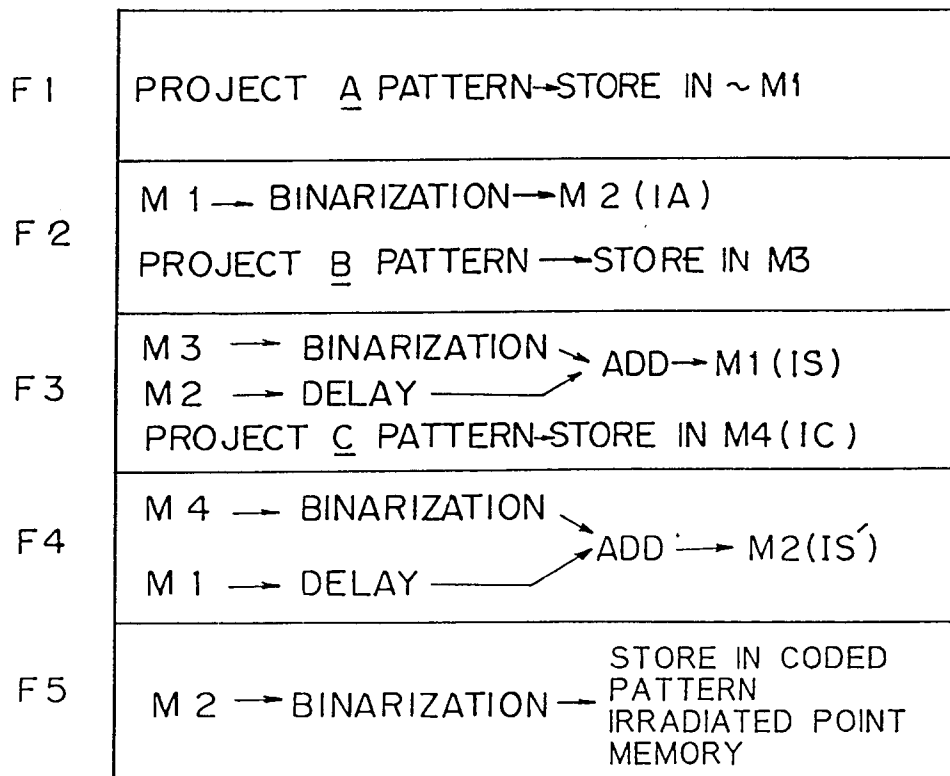 F1 PROJECT A PATTERN→STORE IN ~ M1
F2
M 1 → BINARIZATION → M 2 (IA)
PROJECT B PATTERN → STORE IN M3
F3
M 3 → BINARIZATION
ADD → M1 (IS)
M 2 → DELAY
PROJECT C PATTERN→STORE IN M4 (IC)
F4
M 4 → BINARIZATION
ADD → M2(IS′)
M 1 → DELAY
F5
M 2 → BINARIZATION →
STORE IN CODED
PATTERN
IRRADIATED POINT
MEMORY